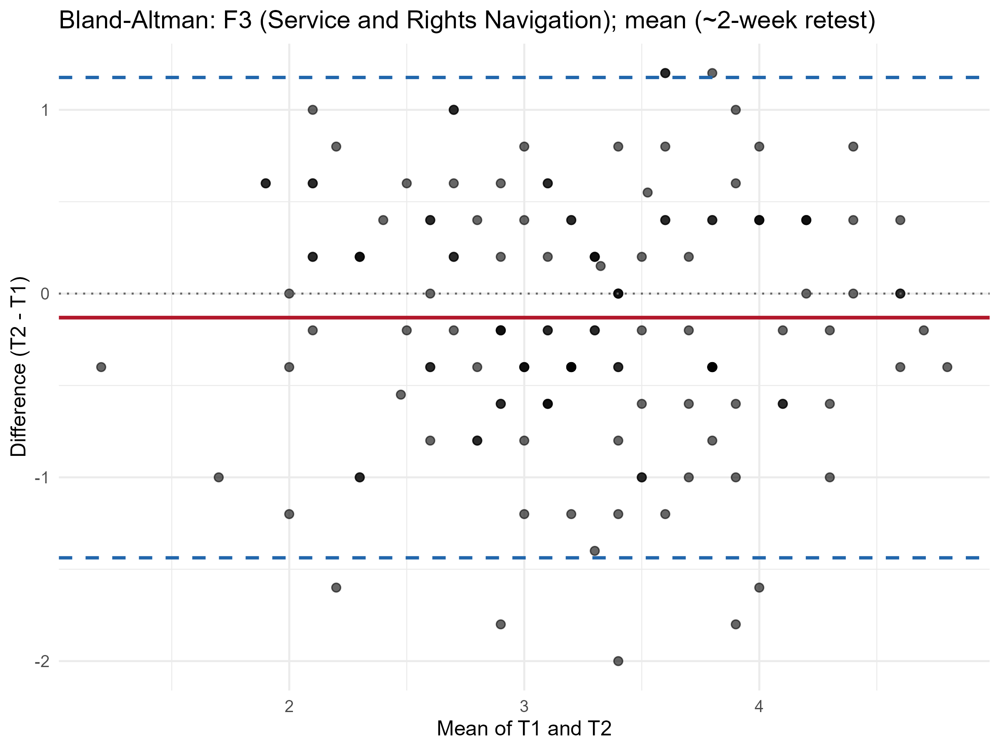 Bland-Altman: F3 (Service and Rights Navigation); mean (~2-week retest)
Difference (T2 - T1)
1
0
-1
-2
2 3 4
Mean of T1 and T2